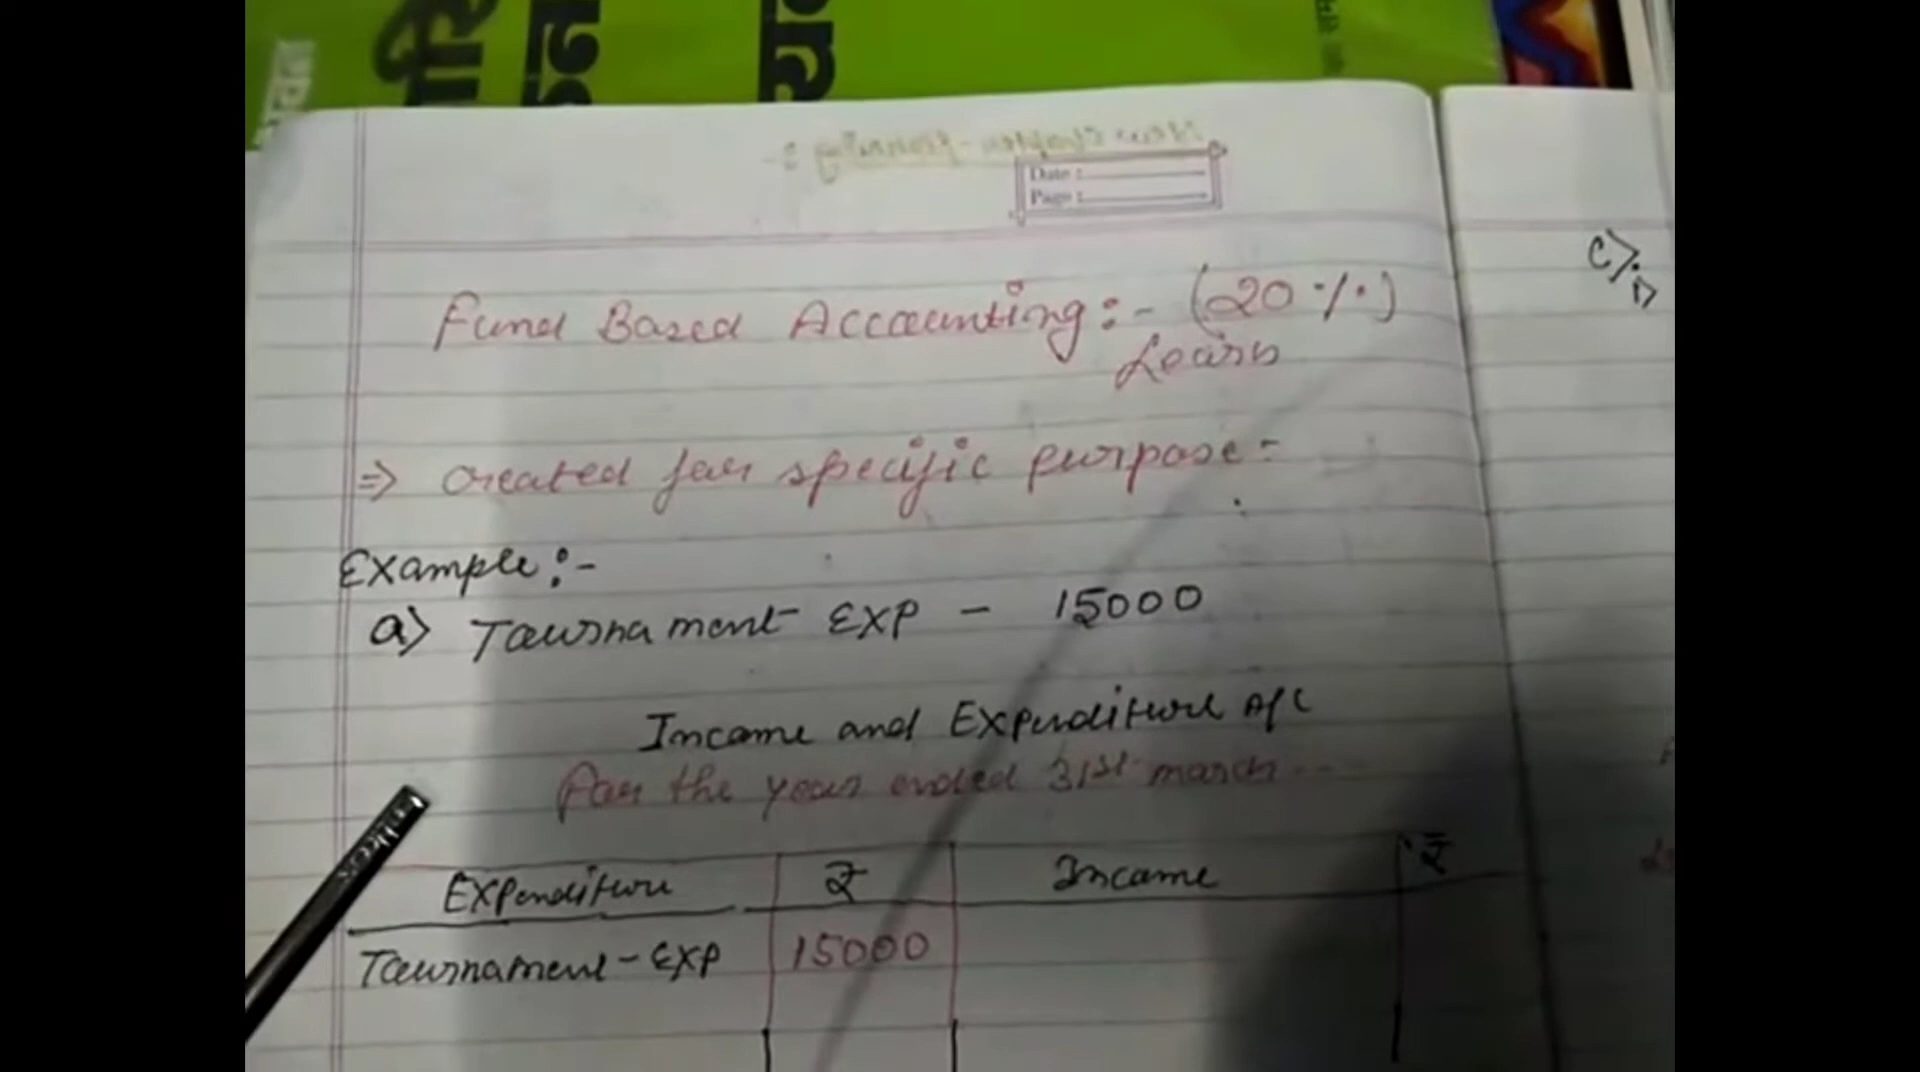 Date :
Page :
Fund Based Accounting :- (20 %)
Learn
⇒ created for specific purpose :-
Example :-
a) Tournament EXP - 15000
Income and Expenditure A/c
for the year ended 31st march ---
Expenditure ₹ Income ₹
Tournament - EXP 15000
c) i)